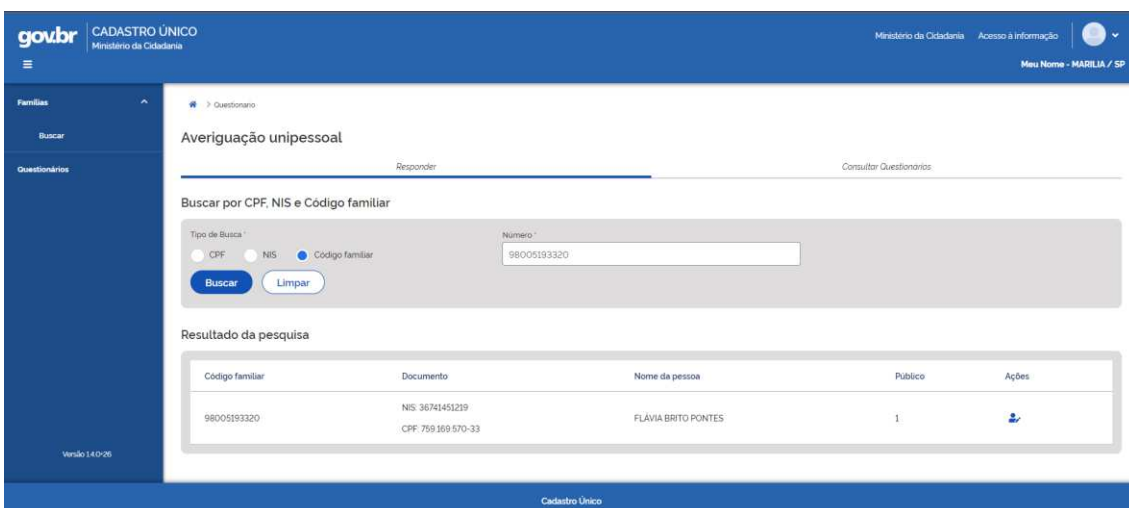 gov.br
CADASTRO ÚNICO
Ministério da Cidadania
Ministério da Cidadania Acesso à informação
Meu Nome - MARILIA / SP
Famílias
Buscar
Questionários
Versão 1.4.0-26
> Questionario
Averiguação unipessoal
Responder Consultar Questionários
Buscar por CPF, NIS e Código familiar
Tipo de Busca *
CPF NIS Código familiar
Número *
98005193320
Buscar Limpar
Resultado da pesquisa
Código familiar Documento Nome da pessoa Público Ações
98005193320 NIS: 36741451219 FLÁVIA BRITO PONTES 1
CPF: 759.169.570-33
Cadastro Único